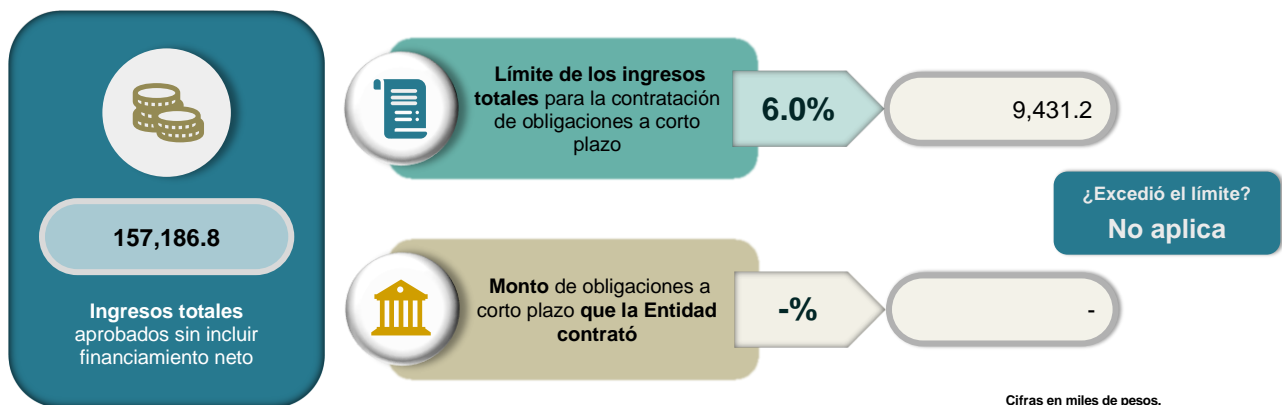 157,186.8
Ingresos totales
aprobados sin incluir
financiamiento neto
Límite de los ingresos
totales para la contratación
de obligaciones a corto
plazo
6.0%
9,431.2
¿Excedió el límite?
No aplica
Monto de obligaciones a
corto plazo que la Entidad
contrató
-%
-
Cifras en miles de pesos.